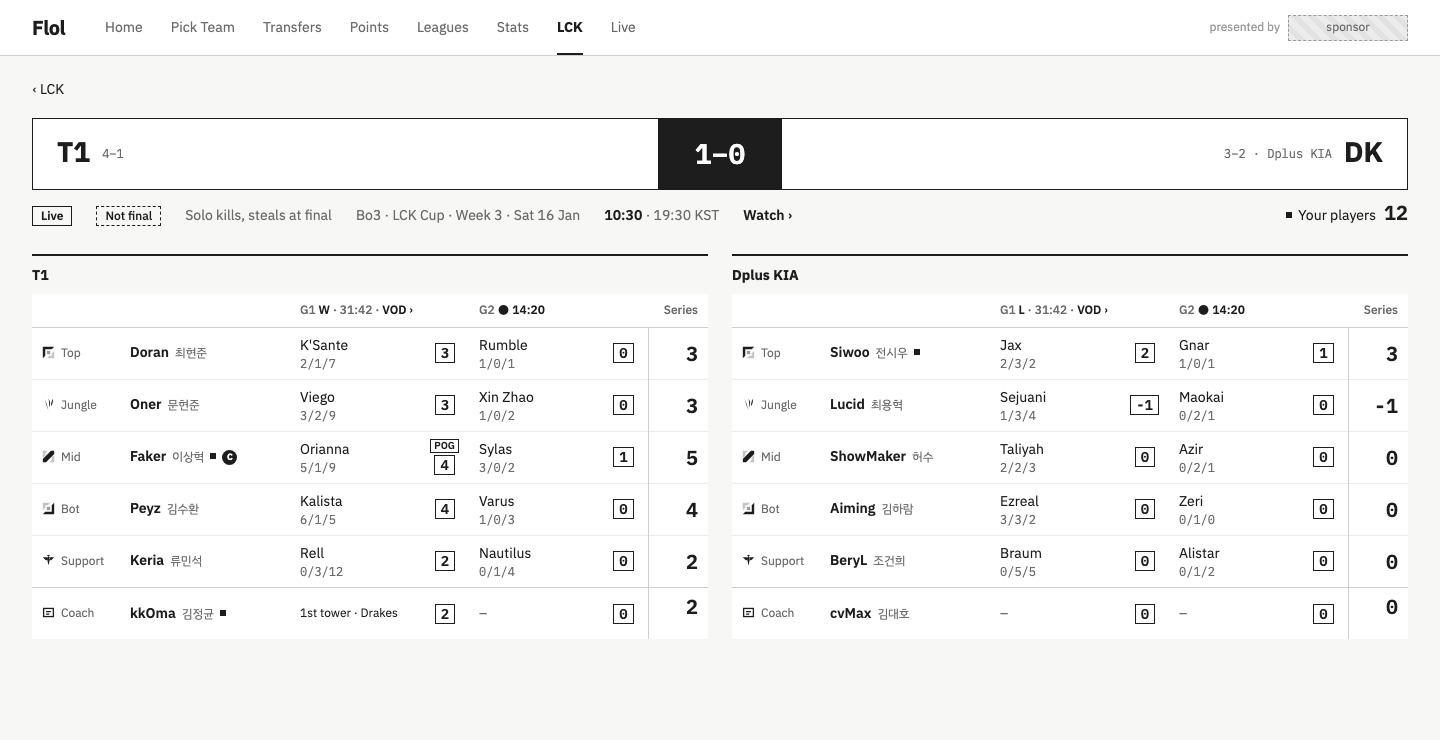 Flol Home Pick Team Transfers Points Leagues Stats LCK Live presented by sponsor
‹ LCK
T1 4–1 1–0 3–2 · Dplus KIA DK
Live Not final Solo kills, steals at final Bo3 · LCK Cup · Week 3 · Sat 16 Jan 10:30 · 19:30 KST Watch › Your players 12
T1
G1 W · 31:42 · VOD › G2 14:20 Series
Top Doran 최현준 K'Sante 2/1/7 3 Rumble 1/0/1 0 3
Jungle Oner 문현준 Viego 3/2/9 3 Xin Zhao 1/0/2 0 3
Mid Faker 이상혁 C Orianna 5/1/9 POG 4 Sylas 3/0/2 1 5
Bot Peyz 김수환 Kalista 6/1/5 4 Varus 1/0/3 0 4
Support Keria 류민석 Rell 0/3/12 2 Nautilus 0/1/4 0 2
Coach kkOma 김정균 1st tower · Drakes 2 – 0 2
Dplus KIA
G1 L · 31:42 · VOD › G2 14:20 Series
Top Siwoo 전시우 Jax 2/3/2 2 Gnar 1/0/1 1 3
Jungle Lucid 최용혁 Sejuani 1/3/4 -1 Maokai 0/2/1 0 -1
Mid ShowMaker 허수 Taliyah 2/2/3 0 Azir 0/2/1 0 0
Bot Aiming 김하람 Ezreal 3/3/2 0 Zeri 0/1/0 0 0
Support BeryL 조건희 Braum 0/5/5 0 Alistar 0/1/2 0 0
Coach cvMax 김대호 – 0 – 0 0